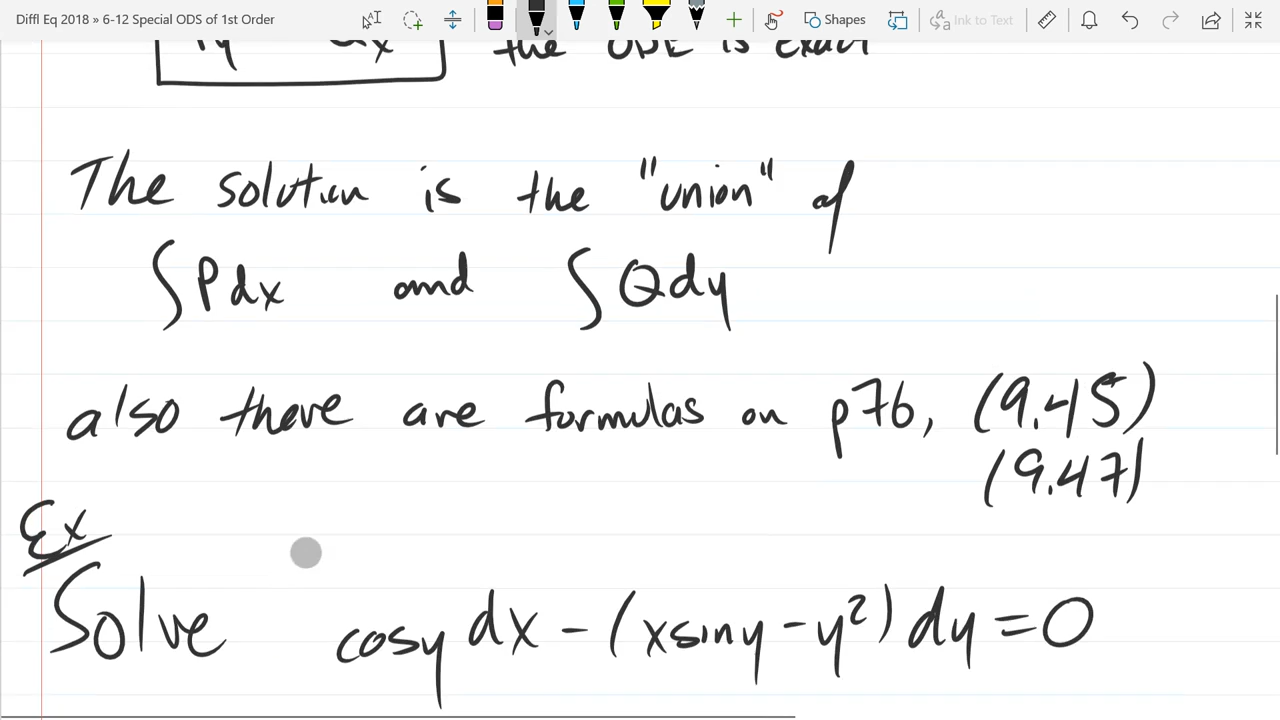 Diffl Eq 2018 » 6-12 Special ODS of 1st Order
Shapes
Ink to Text
the ODE is exact
The solution is the "union" of
∫Pdx and ∫Qdy
also there are formulas on p76, (9.45)
(9.47)
Ex
Solve cosy dx - (xsiny - y²) dy = 0